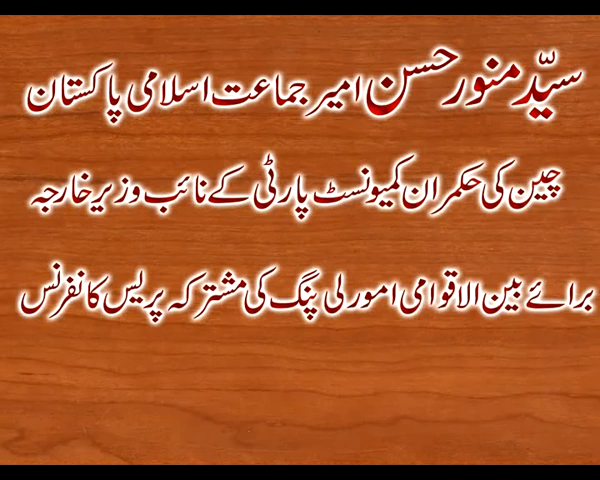 سیّد منور حسن امیر جماعت اسلامی پاکستان
چین کی حکمران کمیونسٹ پارٹی کے نائب وزیر خارجہ
برائے بین الاقوامی امور لی پنگ کی مشترکہ پریس کانفرنس